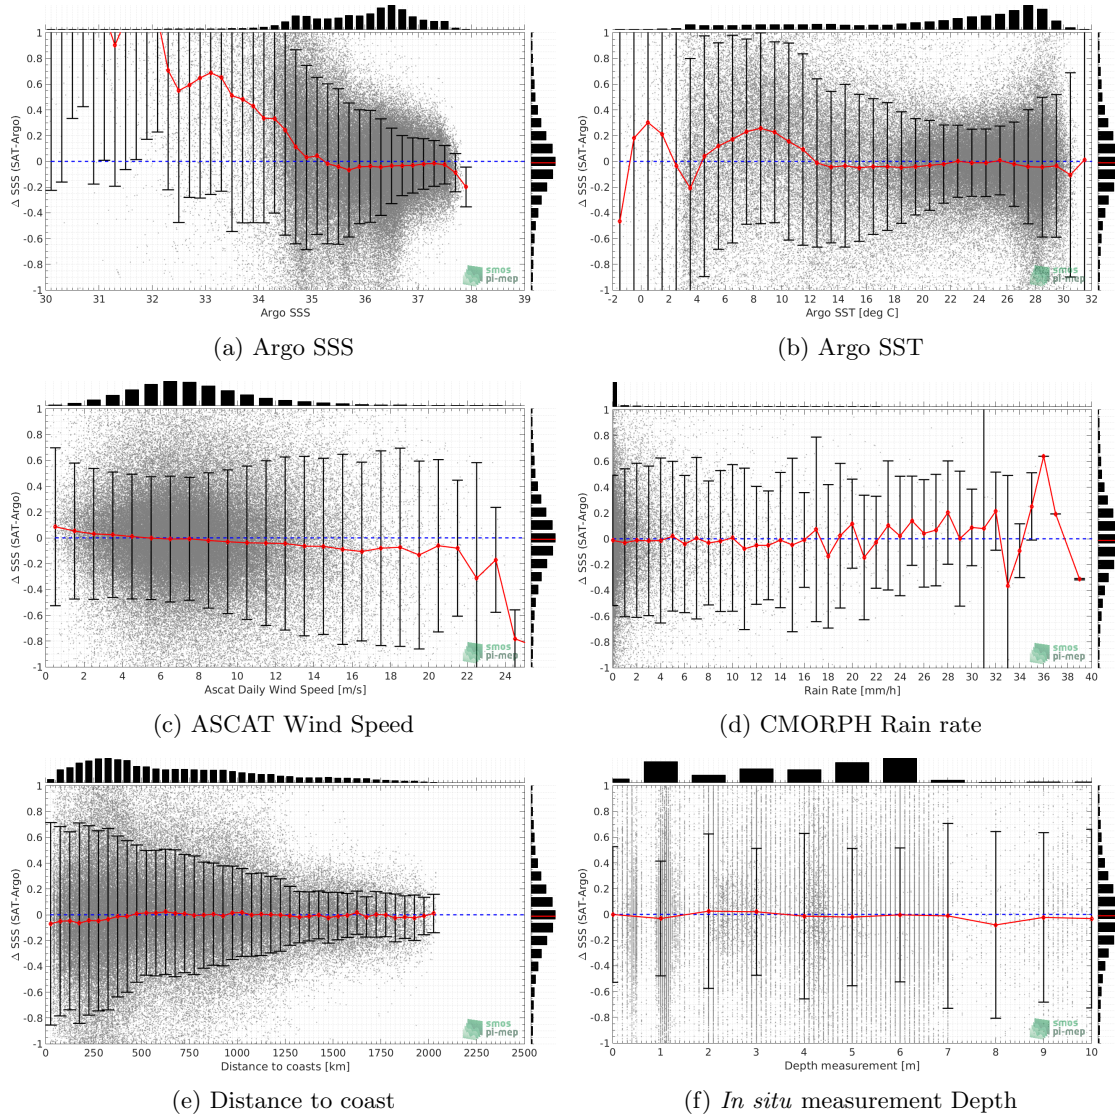 1
0.8
0.6
0.4
0.2
0
-0.2
-0.4
-0.6
-0.8
-1
Δ SSS (SAT-Argo)
smos
pi-mep
30 31 32 33 34 35 36 37 38 39
Argo SSS
(a) Argo SSS
1
0.8
0.6
0.4
0.2
0
-0.2
-0.4
-0.6
-0.8
-1
Δ SSS (SAT-Argo)
smos
pi-mep
-2 0 2 4 6 8 10 12 14 16 18 20 22 24 26 28 30 32
Argo SST [deg C]
(b) Argo SST
1
0.8
0.6
0.4
0.2
0
-0.2
-0.4
-0.6
-0.8
-1
Δ SSS (SAT-Argo)
smos
pi-mep
0 2 4 6 8 10 12 14 16 18 20 22 24
Ascat Daily Wind Speed [m/s]
(c) ASCAT Wind Speed
1
0.8
0.6
0.4
0.2
0
-0.2
-0.4
-0.6
-0.8
-1
Δ SSS (SAT-Argo)
smos
pi-mep
0 2 4 6 8 10 12 14 16 18 20 22 24 26 28 30 32 34 36 38 40
Rain Rate [mm/h]
(d) CMORPH Rain rate
1
0.8
0.6
0.4
0.2
0
-0.2
-0.4
-0.6
-0.8
-1
Δ SSS (SAT-Argo)
smos
pi-mep
0 250 500 750 1000 1250 1500 1750 2000 2250 2500
Distance to coasts [km]
(e) Distance to coast
1
0.8
0.6
0.4
0.2
0
-0.2
-0.4
-0.6
-0.8
-1
Δ SSS (SAT-Argo)
smos
pi-mep
0 1 2 3 4 5 6 7 8 9 10
Depth measurement [m]
(f) In situ measurement Depth